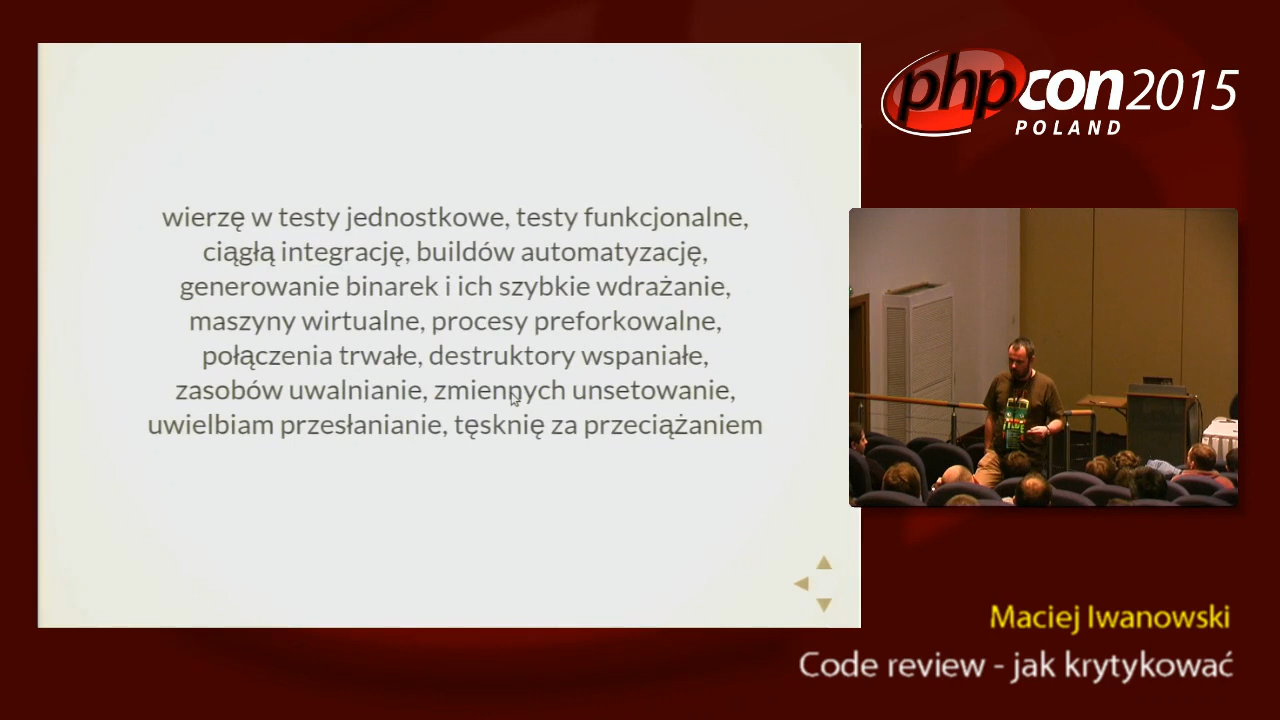 wierzę w testy jednostkowe, testy funkcjonalne,
ciągłą integrację, buildów automatyzację,
generowanie binarek i ich szybkie wdrażanie,
maszyny wirtualne, procesy preforkowalne,
połączenia trwałe, destruktory wspaniałe,
zasobów uwalnianie, zmiennych unsetowanie,
uwielbiam przesłanianie, tęsknię za przeciążaniem
phpcon2015
POLAND
Maciej Iwanowski
Code review - jak krytykować